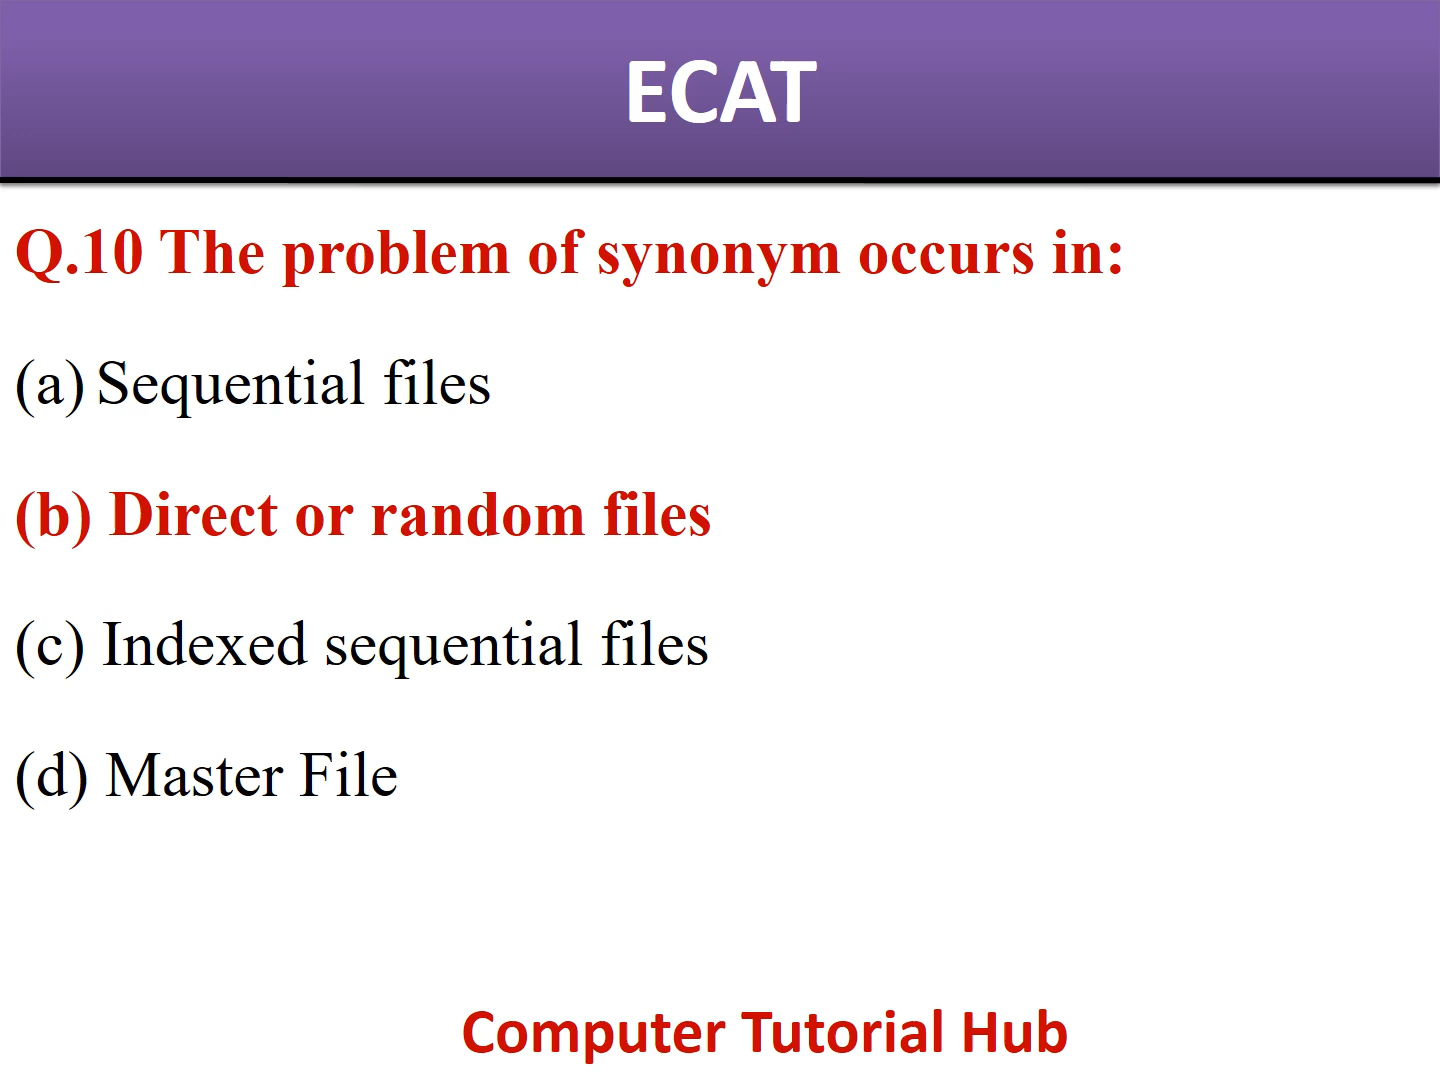 ECAT
Q.10 The problem of synonym occurs in:
(a) Sequential files
(b) Direct or random files
(c) Indexed sequential files
(d) Master File
Computer Tutorial Hub